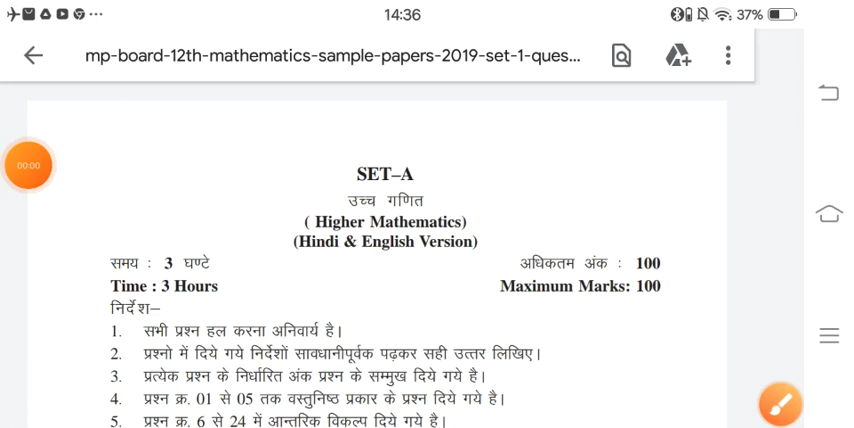 14:36
37%
mp-board-12th-mathematics-sample-papers-2019-set-1-ques...
00:00
SET–A
उच्च गणित
( Higher Mathematics)
(Hindi & English Version)
समय : 3 घण्टे अधिकतम अंक : 100
Time : 3 Hours Maximum Marks: 100
निर्देश–
1. सभी प्रश्न हल करना अनिवार्य है।
2. प्रश्नो में दिये गये निर्देशों सावधानीपूर्वक पढ़कर सही उत्तर लिखिए।
3. प्रत्येक प्रश्न के निर्धारित अंक प्रश्न के सम्मुख दिये गये है।
4. प्रश्न क्र. 01 से 05 तक वस्तुनिष्ठ प्रकार के प्रश्न दिये गये है।
5. प्रश्न क्र. 6 से 24 में आन्तरिक विकल्प दिये गये है।